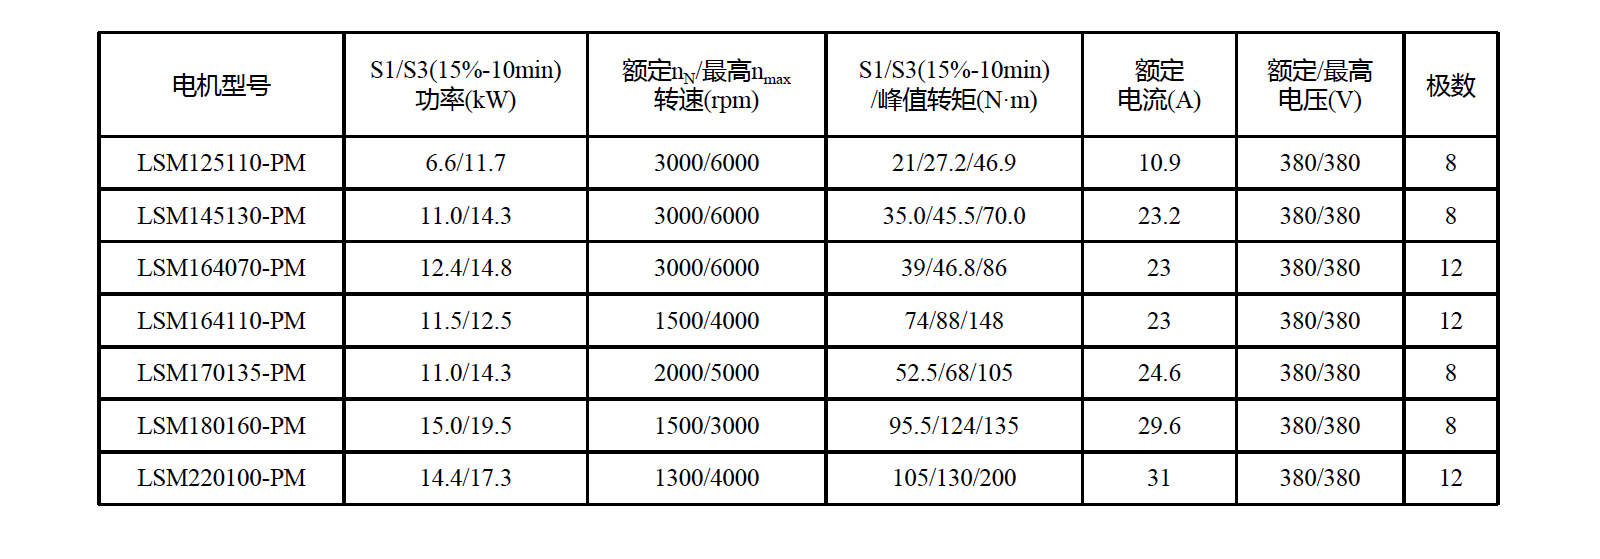 电机型号 S1/S3(15%-10min) 功率(kW) 额定nN/最高nmax 转速(rpm) S1/S3(15%-10min) /峰值转矩(N·m) 额定 电流(A) 额定/最高 电压(V) 极数
LSM125110-PM 6.6/11.7 3000/6000 21/27.2/46.9 10.9 380/380 8
LSM145130-PM 11.0/14.3 3000/6000 35.0/45.5/70.0 23.2 380/380 8
LSM164070-PM 12.4/14.8 3000/6000 39/46.8/86 23 380/380 12
LSM164110-PM 11.5/12.5 1500/4000 74/88/148 23 380/380 12
LSM170135-PM 11.0/14.3 2000/5000 52.5/68/105 24.6 380/380 8
LSM180160-PM 15.0/19.5 1500/3000 95.5/124/135 29.6 380/380 8
LSM220100-PM 14.4/17.3 1300/4000 105/130/200 31 380/380 12